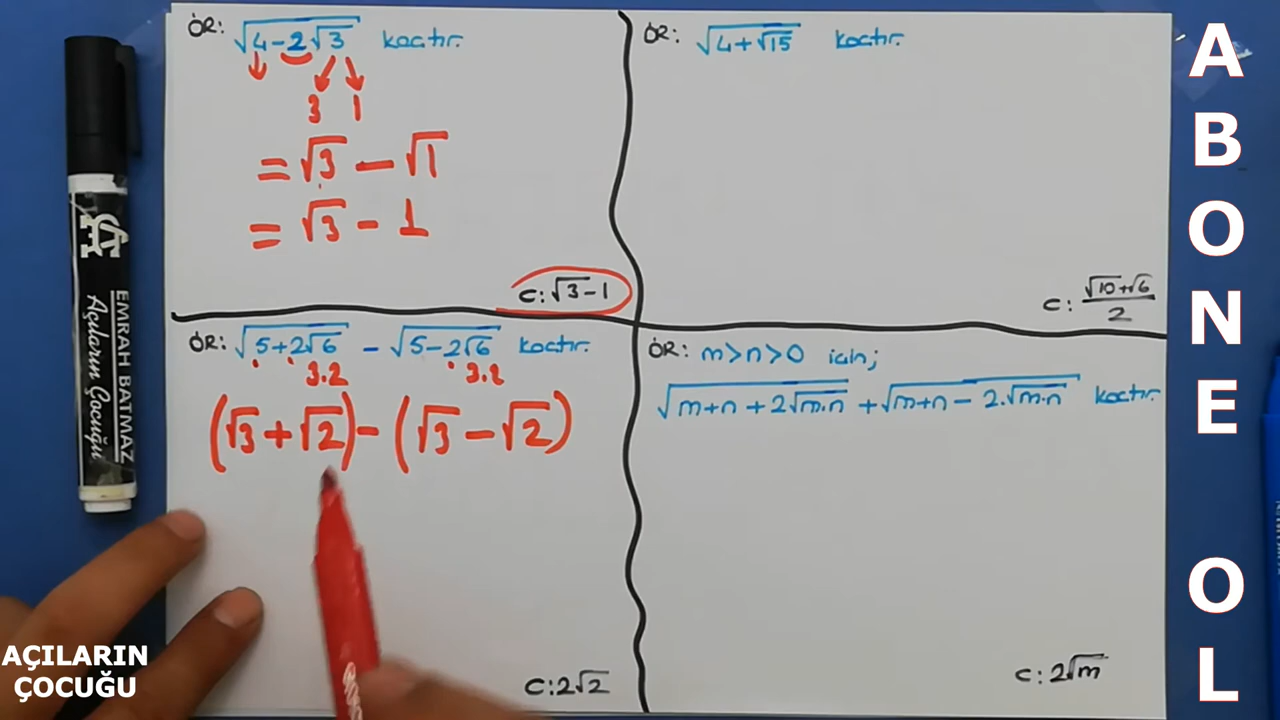 ÖR: √(4-2√3) kaçtır.
3 1
= √3 - √1
= √3 - 1
C: √3-1
ÖR: √(4+√15) kaçtır.
C: (√10+√6)/2
ÖR: √(5+2√6) - √(5-2√6) kaçtır.
3.2 3.2
(√3+√2) - (√3-√2)
C: 2√2
ÖR: m>n>0 için;
√(m+n+2√m.n) + √(m+n-2.√m.n) kaçtır.
C: 2√m
EMRAH BATMAZ
Açıların Çocuğu
AÇILARIN
ÇOCUĞU
ABONE
OL